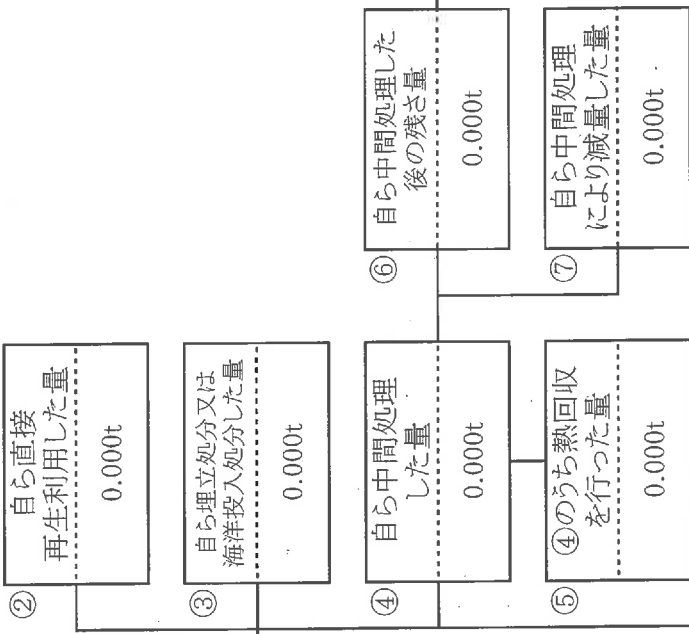 ②
自ら直接
再生利用した量
0.000t
③
自ら埋立処分又は
海洋投入処分した量
0.000t
④
自ら中間処理
した量
0.000t
⑤
④のうち熱回収
を行った量
0.000t
⑥
自ら中間処理した
後の残さ量
0.000t
⑦
自ら中間処理
により減量した量
0.000t